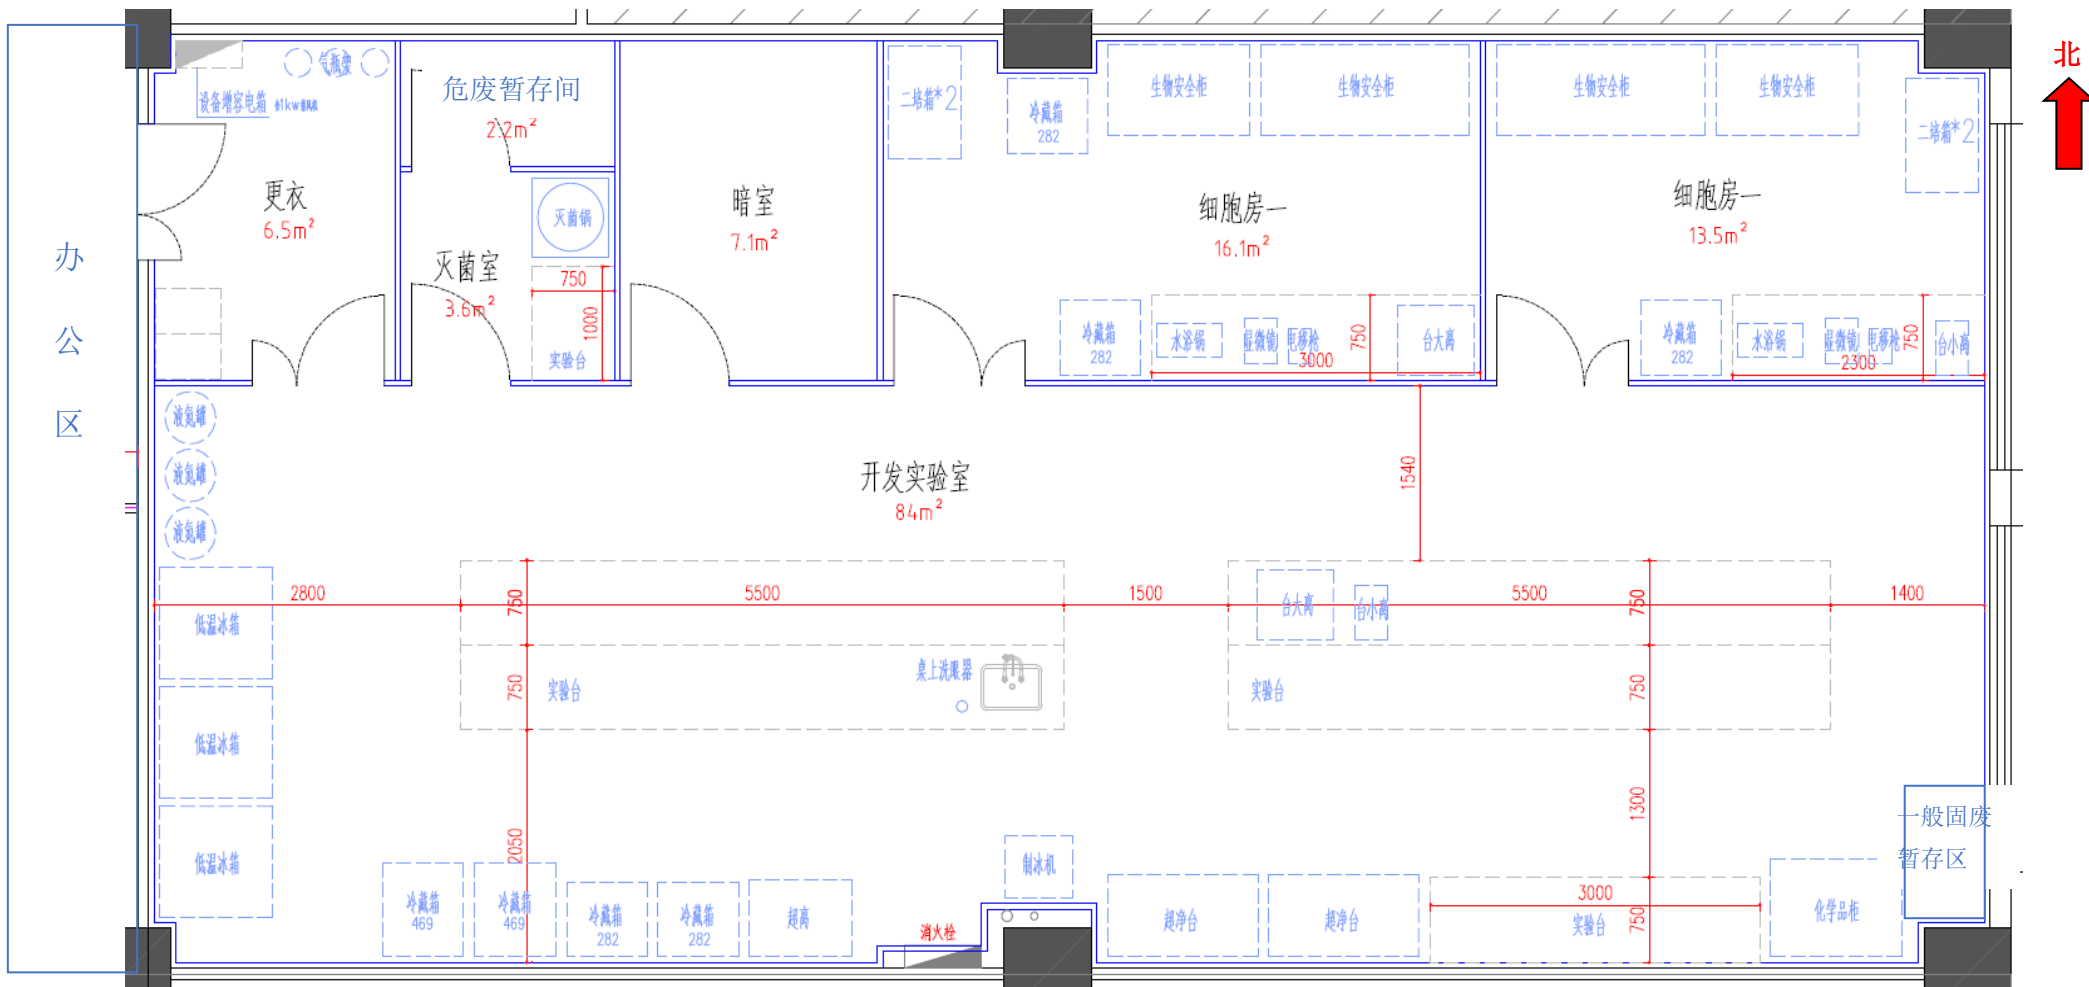 北
气瓶架
设备增容电箱
危废暂存间
2.2m²
二培箱*2
冷藏箱
282
生物安全柜
生物安全柜
生物安全柜
生物安全柜
二培箱*2
更衣
6.5m²
灭菌锅
灭菌室
3.6m²
750
1000
实验台
暗室
7.1m²
细胞房一
16.1m²
细胞房一
13.5m²
冷藏箱
282
水浴锅
显微镜
电移枪
3000
750
台大离
冷藏箱
282
水浴锅
显微镜
电移枪
2300
750
台小离
办
公
区
液氮罐
液氮罐
液氮罐
开发实验室
84m²
1540
2800
750
5500
1500
台大离
台小离
5500
750
1400
低温冰箱
低温冰箱
低温冰箱
750
实验台
桌上洗眼器
实验台
750
2050
1300
一般固废
暂存区
冷藏箱
469
冷藏箱
469
冷藏箱
282
冷藏箱
282
超离
消火栓
制冰机
超净台
超净台
3000
实验台
750
化学品柜